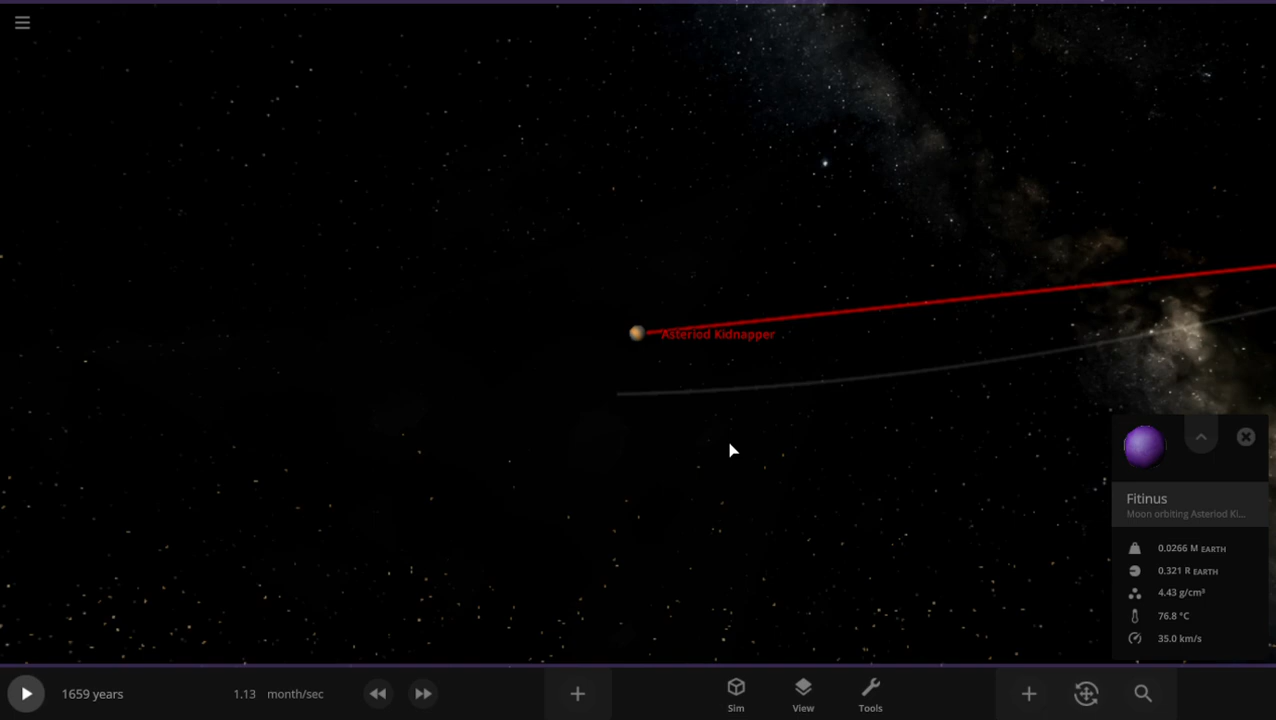 Asteriod Kidnapper
Fitinus
Moon orbiting Asteriod Ki...
0.0266 M EARTH
0.321 R EARTH
4.43 g/cm³
76.8 °C
35.0 km/s
1659 years
1.13 month/sec
Sim
View
Tools